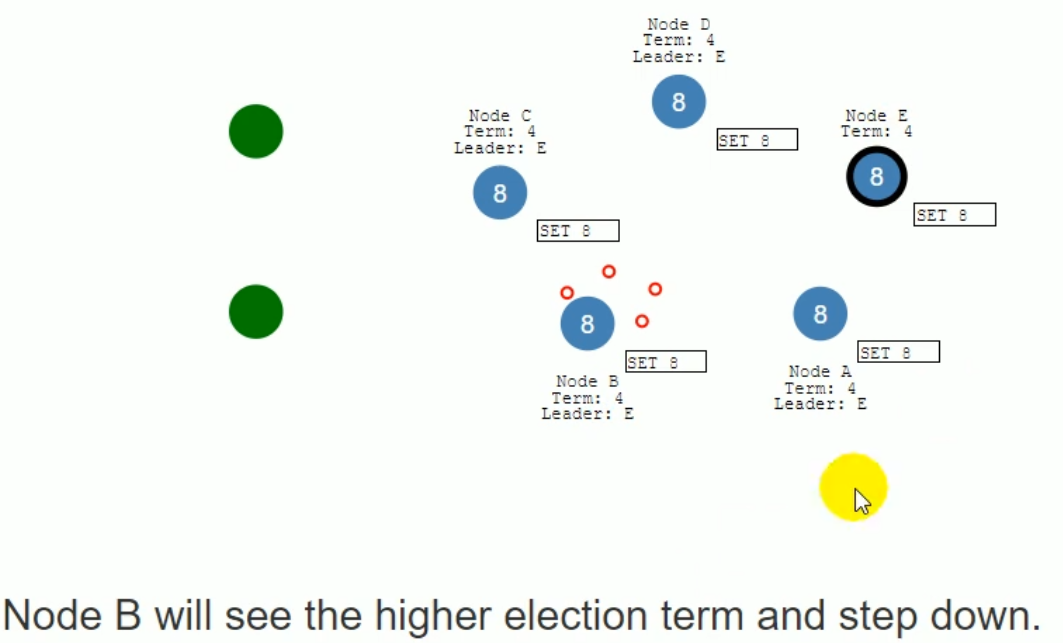 Node D
Term: 4
Leader: E
8
SET 8
Node C
Term: 4
Leader: E
8
SET 8
Node E
Term: 4
8
SET 8
8
SET 8
Node B
Term: 4
Leader: E
8
SET 8
Node A
Term: 4
Leader: E
Node B will see the higher election term and step down.